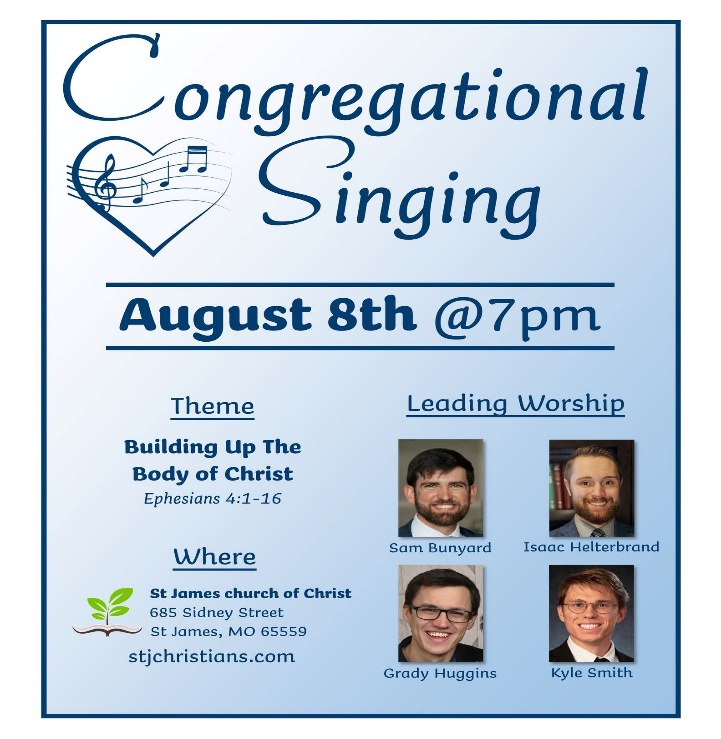 Congregational
Singing
August 8th @7pm
Theme
Building Up The
Body of Christ
Ephesians 4:1-16
Where
St James church of Christ
685 Sidney Street
St James, MO 65559
stjchristians.com
Leading Worship
Sam Bunyard
Isaac Helterbrand
Grady Huggins
Kyle Smith